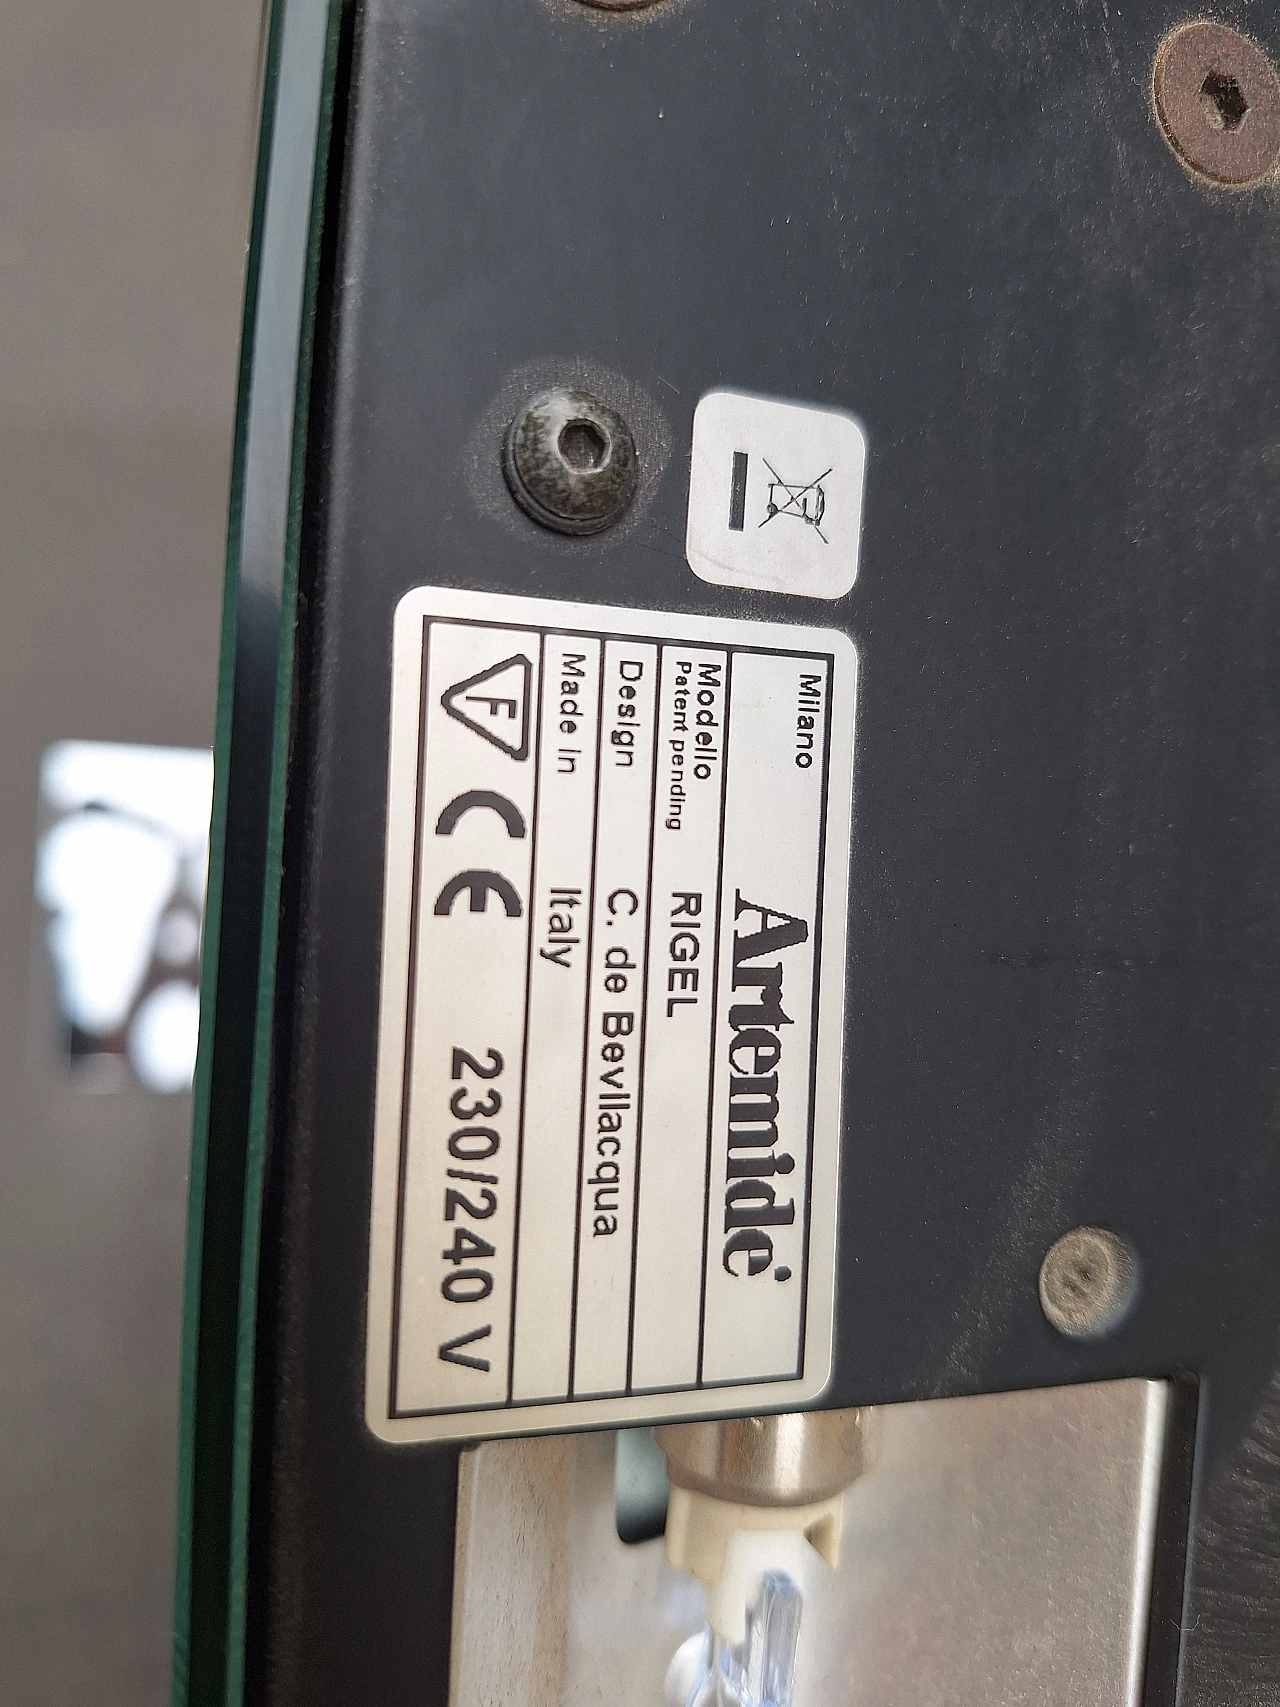 Milano
Artemide
Modello RIGEL
Patent pending
Design C. de Bevilacqua
Made in Italy
F CE 230/240 V